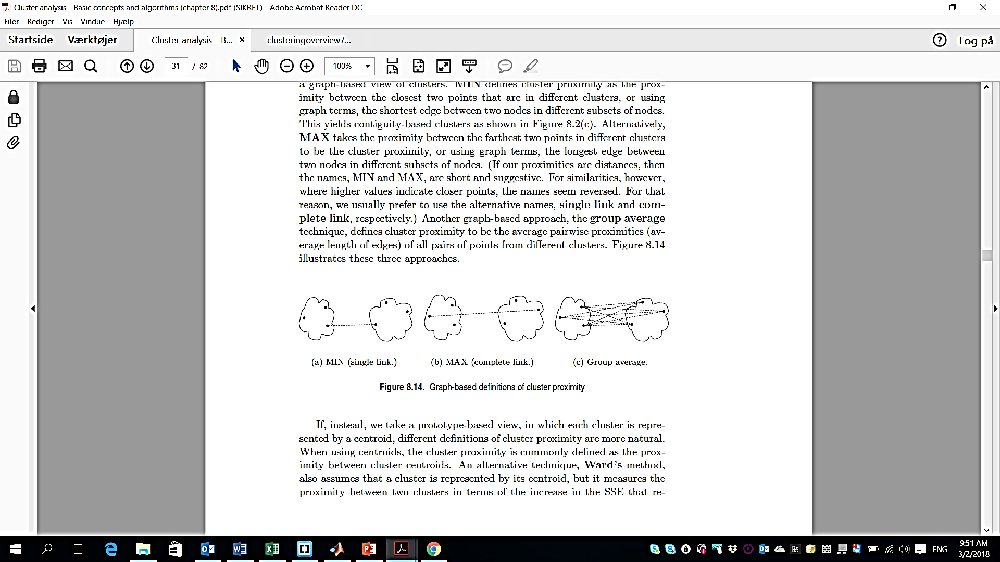 Cluster analysis - Basic concepts and algorithms (chapter 8).pdf (SIKRET) - Adobe Acrobat Reader DC
Filer Rediger Vis Vindue Hjælp
Startside Værktøjer Cluster analysis - B... × clusteringoverview7... ? Log på
31 / 82 100%
a graph-based view of clusters. MIN defines cluster proximity as the prox-
imity between the closest two points that are in different clusters, or using
graph terms, the shortest edge between two nodes in different subsets of nodes.
This yields contiguity-based clusters as shown in Figure 8.2(c). Alternatively,
MAX takes the proximity between the farthest two points in different clusters
to be the cluster proximity, or using graph terms, the longest edge between
two nodes in different subsets of nodes. (If our proximities are distances, then
the names, MIN and MAX, are short and suggestive. For similarities, however,
where higher values indicate closer points, the names seem reversed. For that
reason, we usually prefer to use the alternative names, single link and com-
plete link, respectively.) Another graph-based approach, the group average
technique, defines cluster proximity to be the average pairwise proximities (av-
erage length of edges) of all pairs of points from different clusters. Figure 8.14
illustrates these three approaches.
(a) MIN (single link.) (b) MAX (complete link.) (c) Group average.
Figure 8.14. Graph-based definitions of cluster proximity
If, instead, we take a prototype-based view, in which each cluster is repre-
sented by a centroid, different definitions of cluster proximity are more natural.
When using centroids, the cluster proximity is commonly defined as the prox-
imity between cluster centroids. An alternative technique, Ward's method,
also assumes that a cluster is represented by its centroid, but it measures the
proximity between two clusters in terms of the increase in the SSE that re-
ENG
9:51 AM
3/2/2018